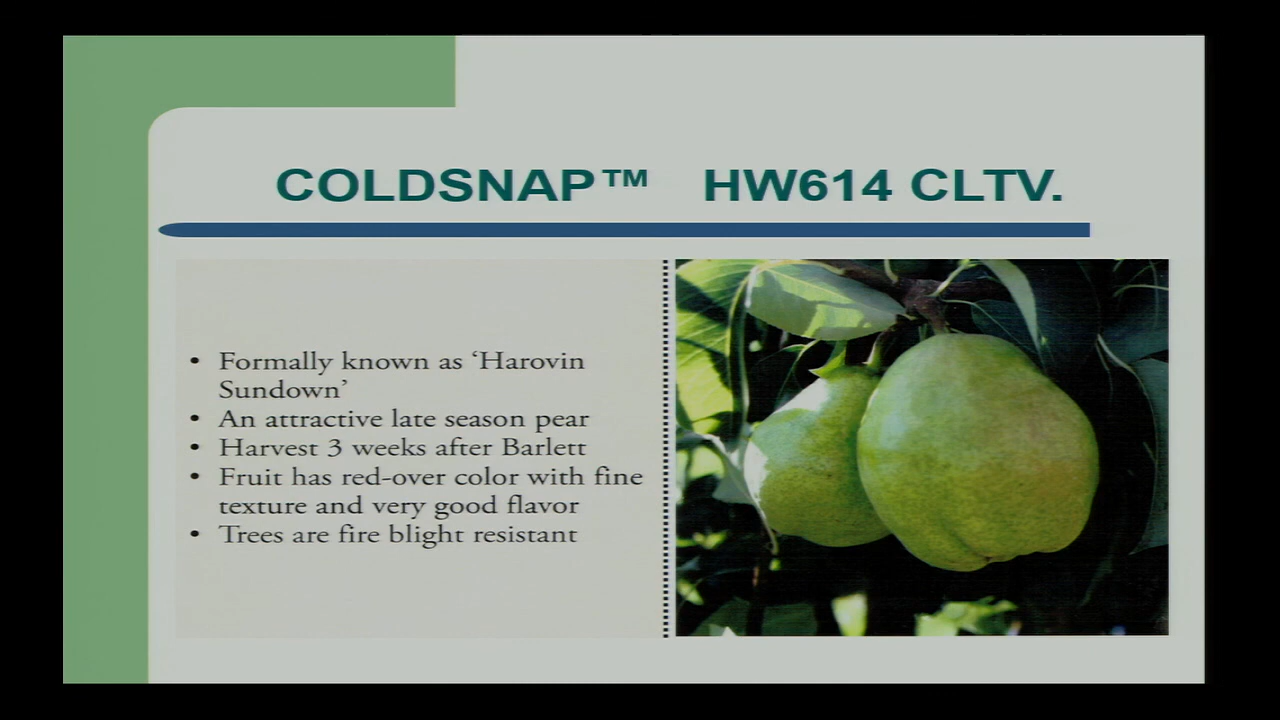 COLDSNAP™ HW614 CLTV.
• Formally known as ‘Harovin
Sundown’
• An attractive late season pear
• Harvest 3 weeks after Barlett
• Fruit has red-over color with fine
texture and very good flavor
• Trees are fire blight resistant